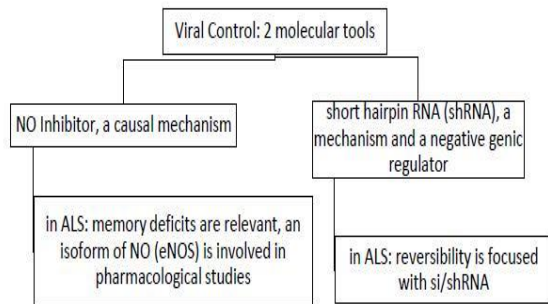 Viral Control: 2 molecular tools
NO Inhibitor, a causal mechanism
short hairpin RNA (shRNA), a
mechanism and a negative genic
regulator
in ALS: memory deficits are relevant, an
isoform of NO (eNOS) is involved in
pharmacological studies
in ALS: reversibility is focused
with si/shRNA